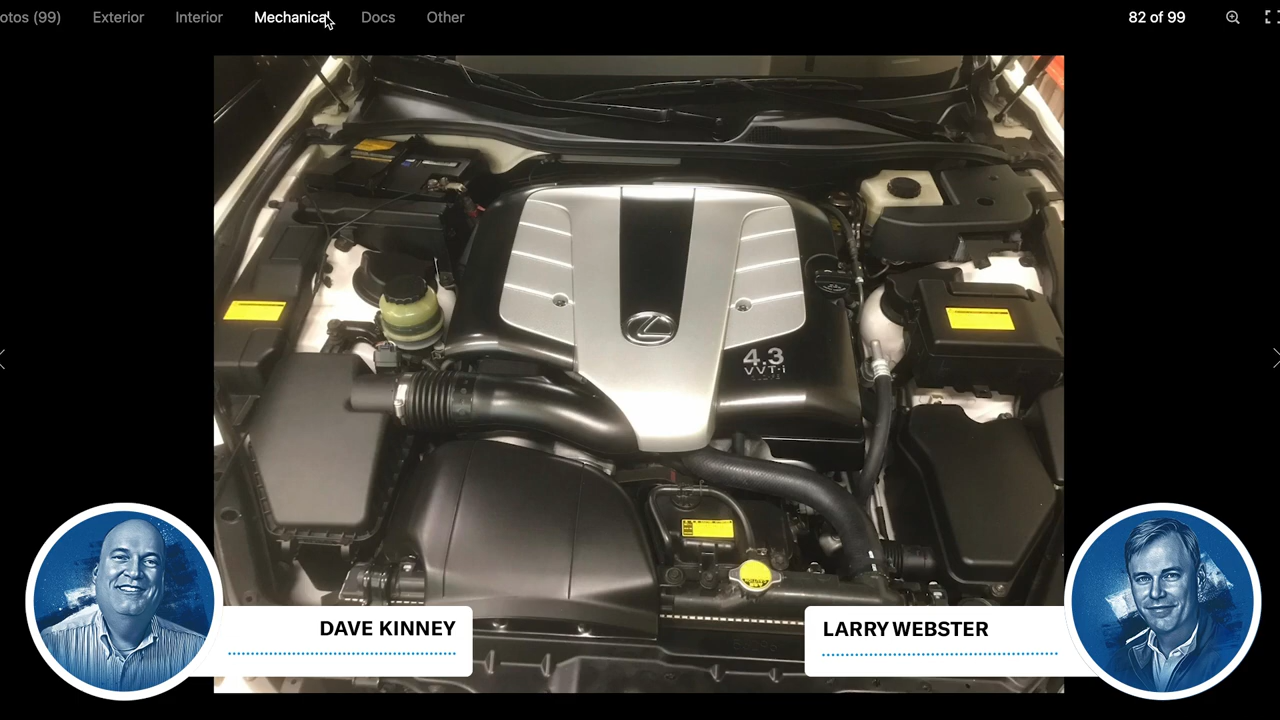 otos (99) Exterior Interior Mechanical Docs Other 82 of 99
4.3
VVT-i
DAVE KINNEY
LARRY WEBSTER